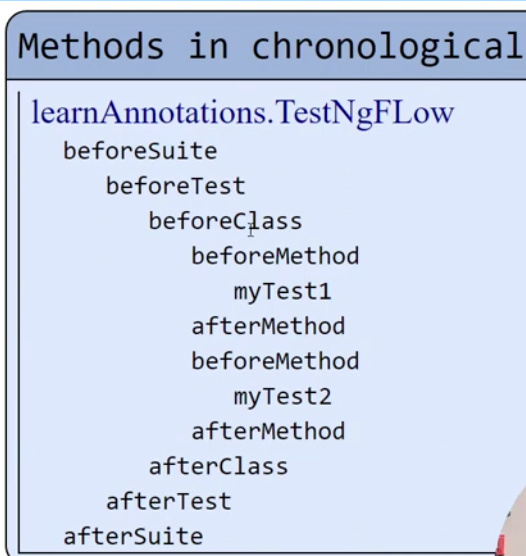 Methods in chronological
learnAnnotations.TestNgFLow
beforeSuite
beforeTest
beforeClass
beforeMethod
myTest1
afterMethod
beforeMethod
myTest2
afterMethod
afterClass
afterTest
afterSuite